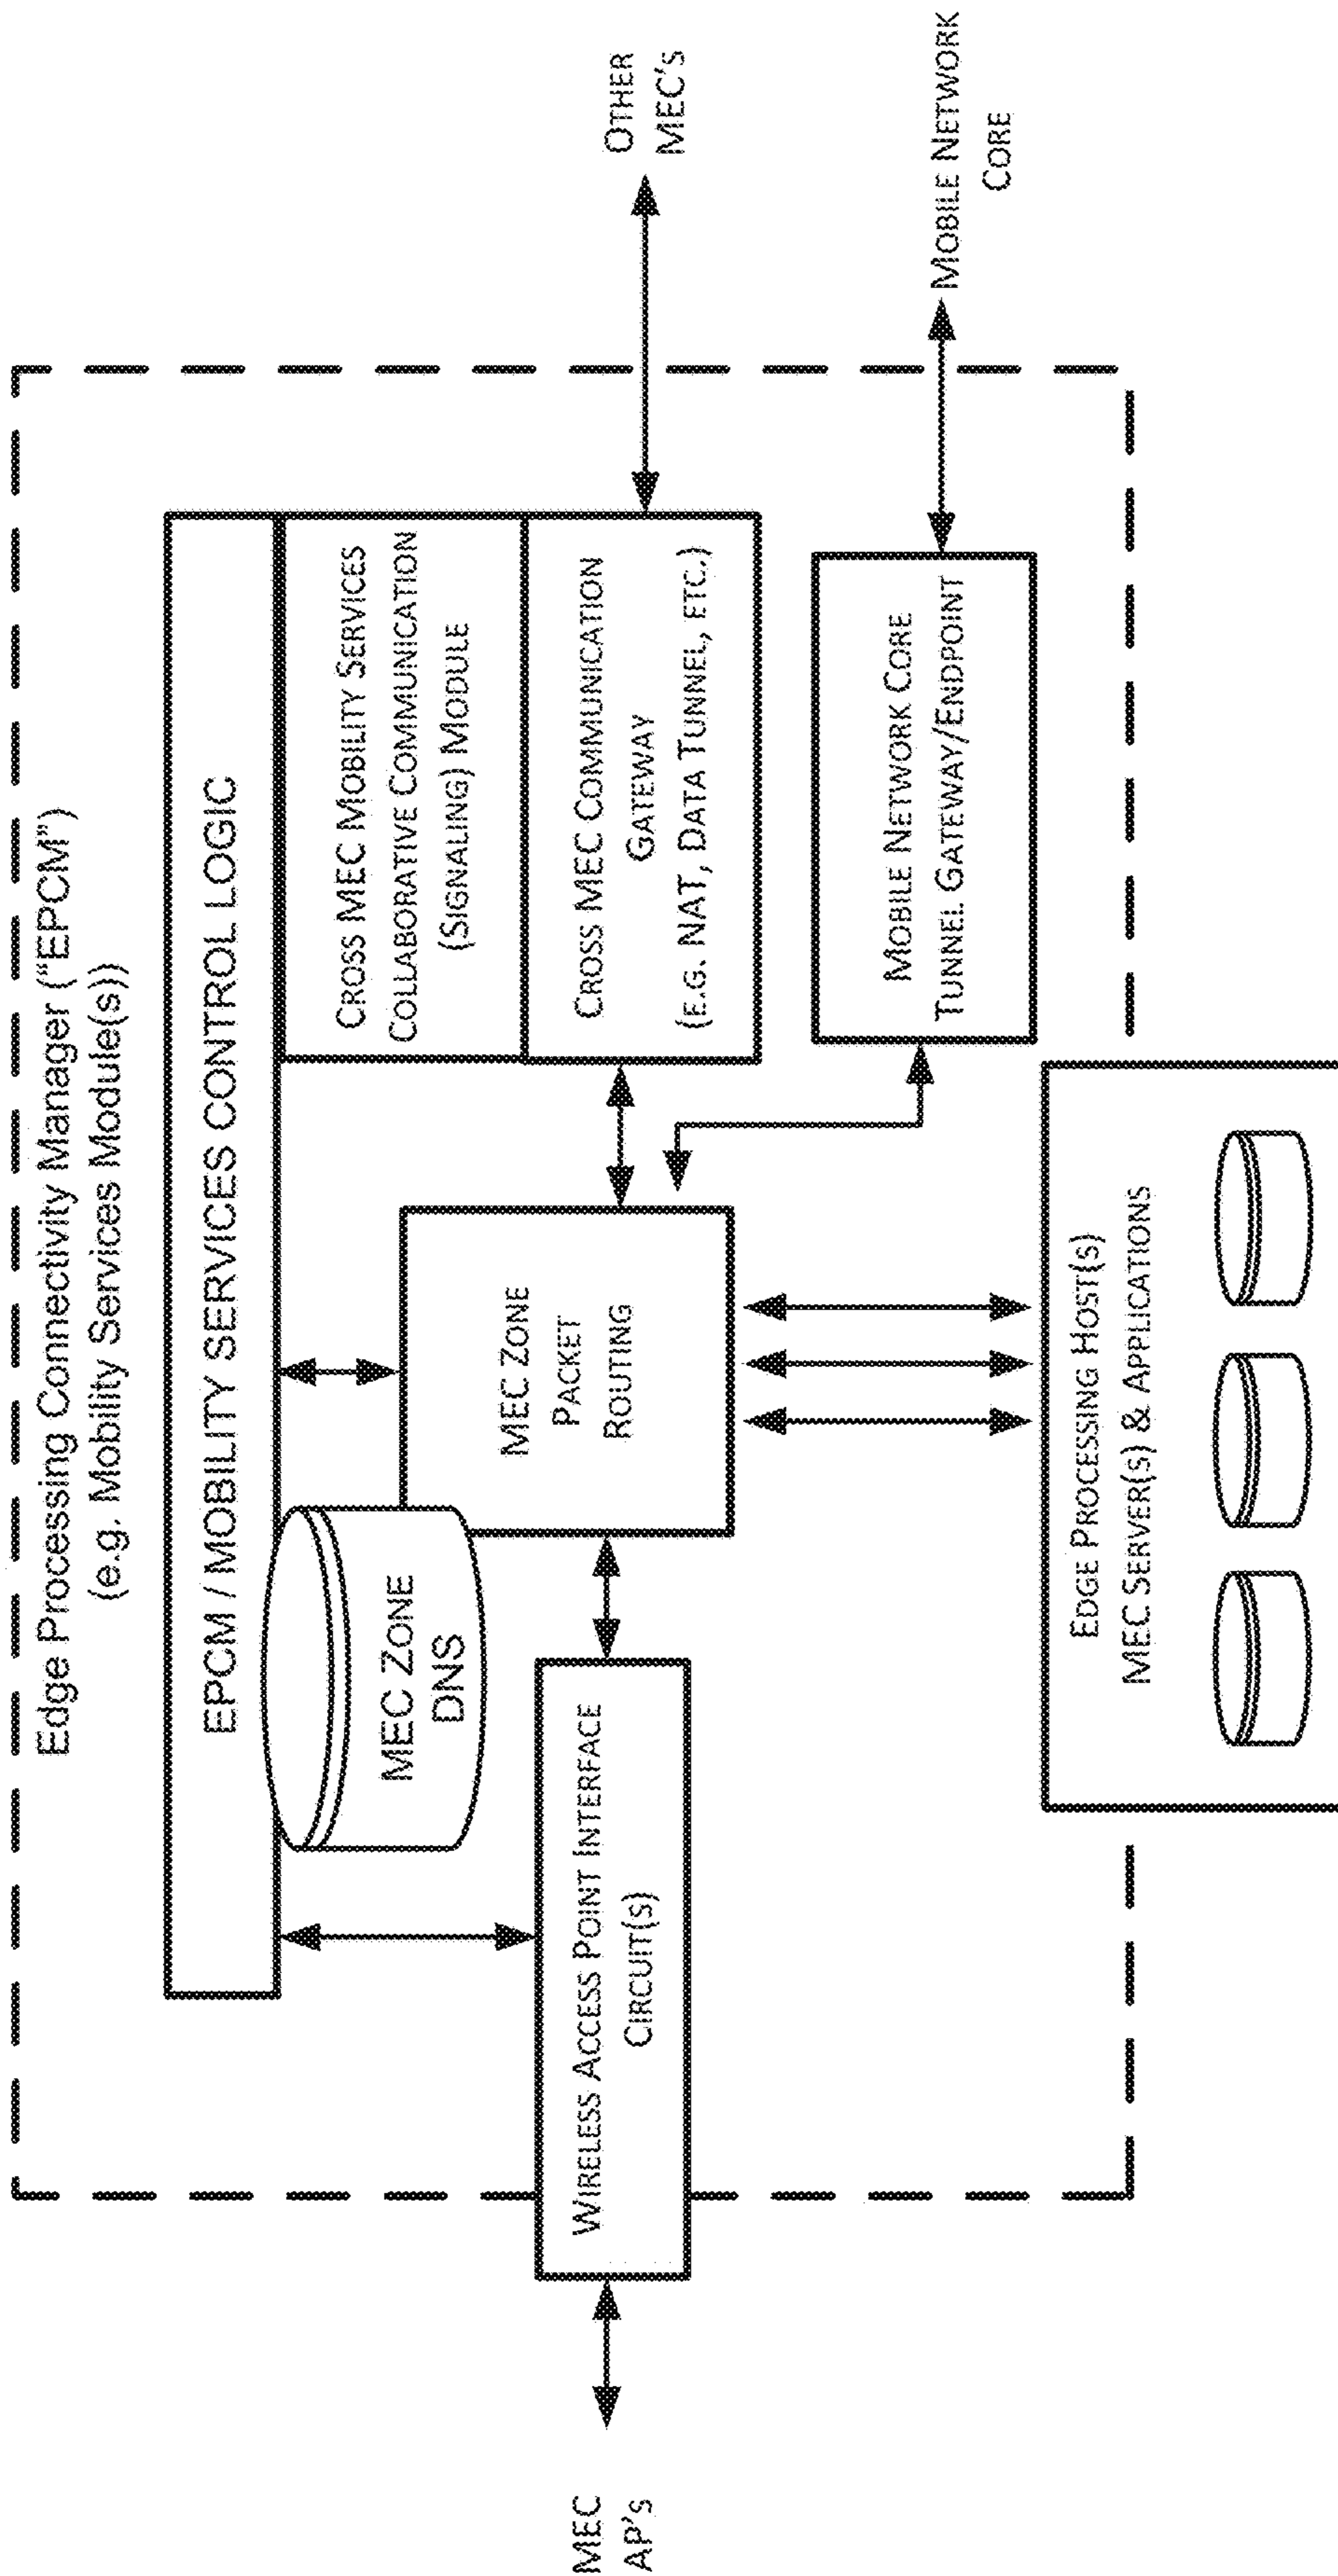 Edge Processing Connectivity Manager ("EPCM")
(e.g. Mobility Services Module(s))
EPCM / MOBILITY SERVICES CONTROL LOGIC
MEC ZONE
DNS
CROSS MEC MOBILITY SERVICES
COLLABORATIVE COMMUNICATION
(SIGNALING) MODULE
MEC ZONE
PACKET
ROUTING
CROSS MEC COMMUNICATION
GATEWAY
(E.G. NAT, DATA TUNNEL, ETC.)
OTHER
MEC'S
MEC
AP'S
WIRELESS ACCESS POINT INTERFACE
CIRCUIT(S)
MOBILE NETWORK CORE
TUNNEL GATEWAY/ENDPOINT
MOBILE NETWORK
CORE
EDGE PROCESSING HOST(S)
MEC SERVER(S) & APPLICATIONS